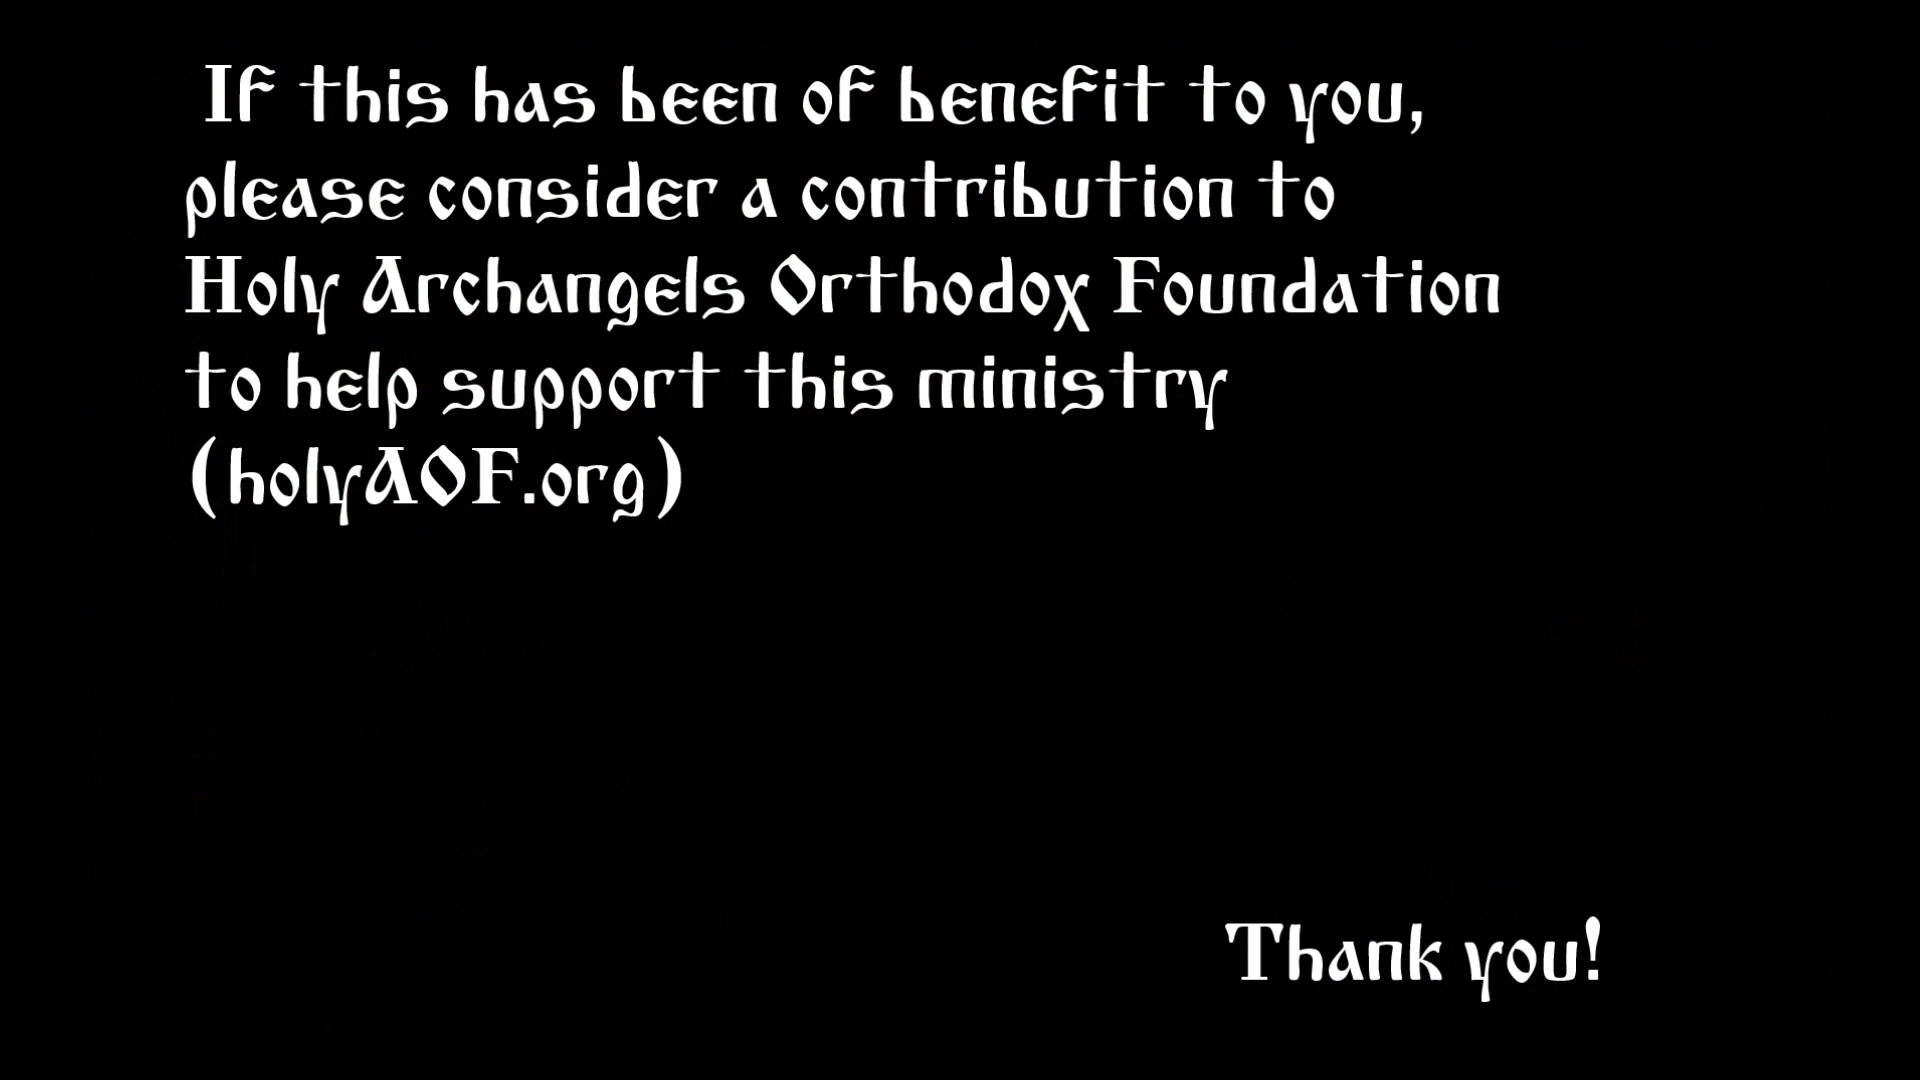 If this has been of benefit to you,
please consider a contribution to
Holy Archangels Orthodox Foundation
to help support this ministry
(holyAOF.org)
Thank you!